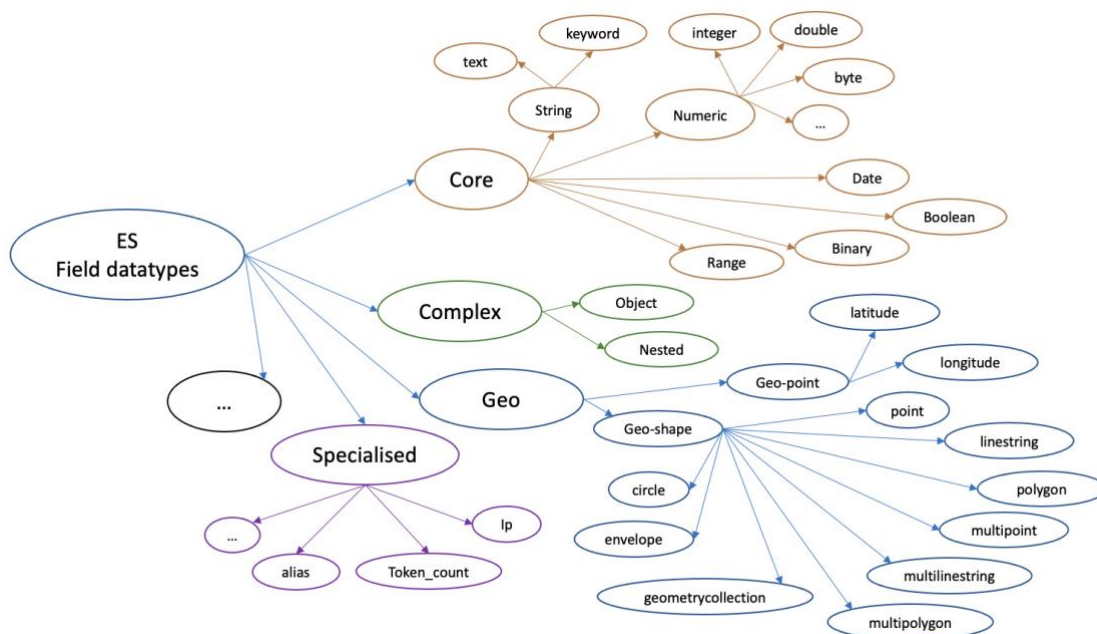 keyword
integer
double
text
byte
String
Numeric
...
Core
Date
Boolean
ES
Field datatypes
Binary
Range
Complex
Object
latitude
Nested
longitude
Geo-point
...
Geo
point
Geo-shape
linestring
Specialised
circle
polygon
Ip
multipoint
...
envelope
alias
Token_count
multilinestring
geometrycollection
multipolygon